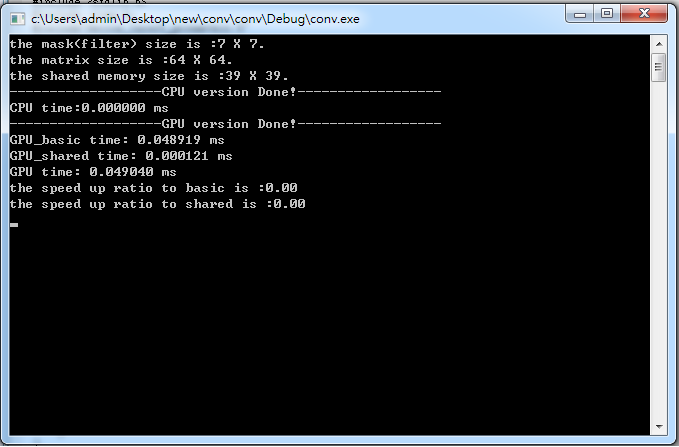 c:\Users\admin\Desktop\new\conv\conv\Debug\conv.exe
the mask(filter) size is :7 X 7.
the matrix size is :64 X 64.
the shared memory size is :39 X 39.
-------------------CPU version Done!------------------
CPU time:0.000000 ms
-------------------GPU version Done!------------------
GPU_basic time: 0.048919 ms
GPU_shared time: 0.000121 ms
GPU time: 0.049040 ms
the speed up ratio to basic is :0.00
the speed up ratio to shared is :0.00